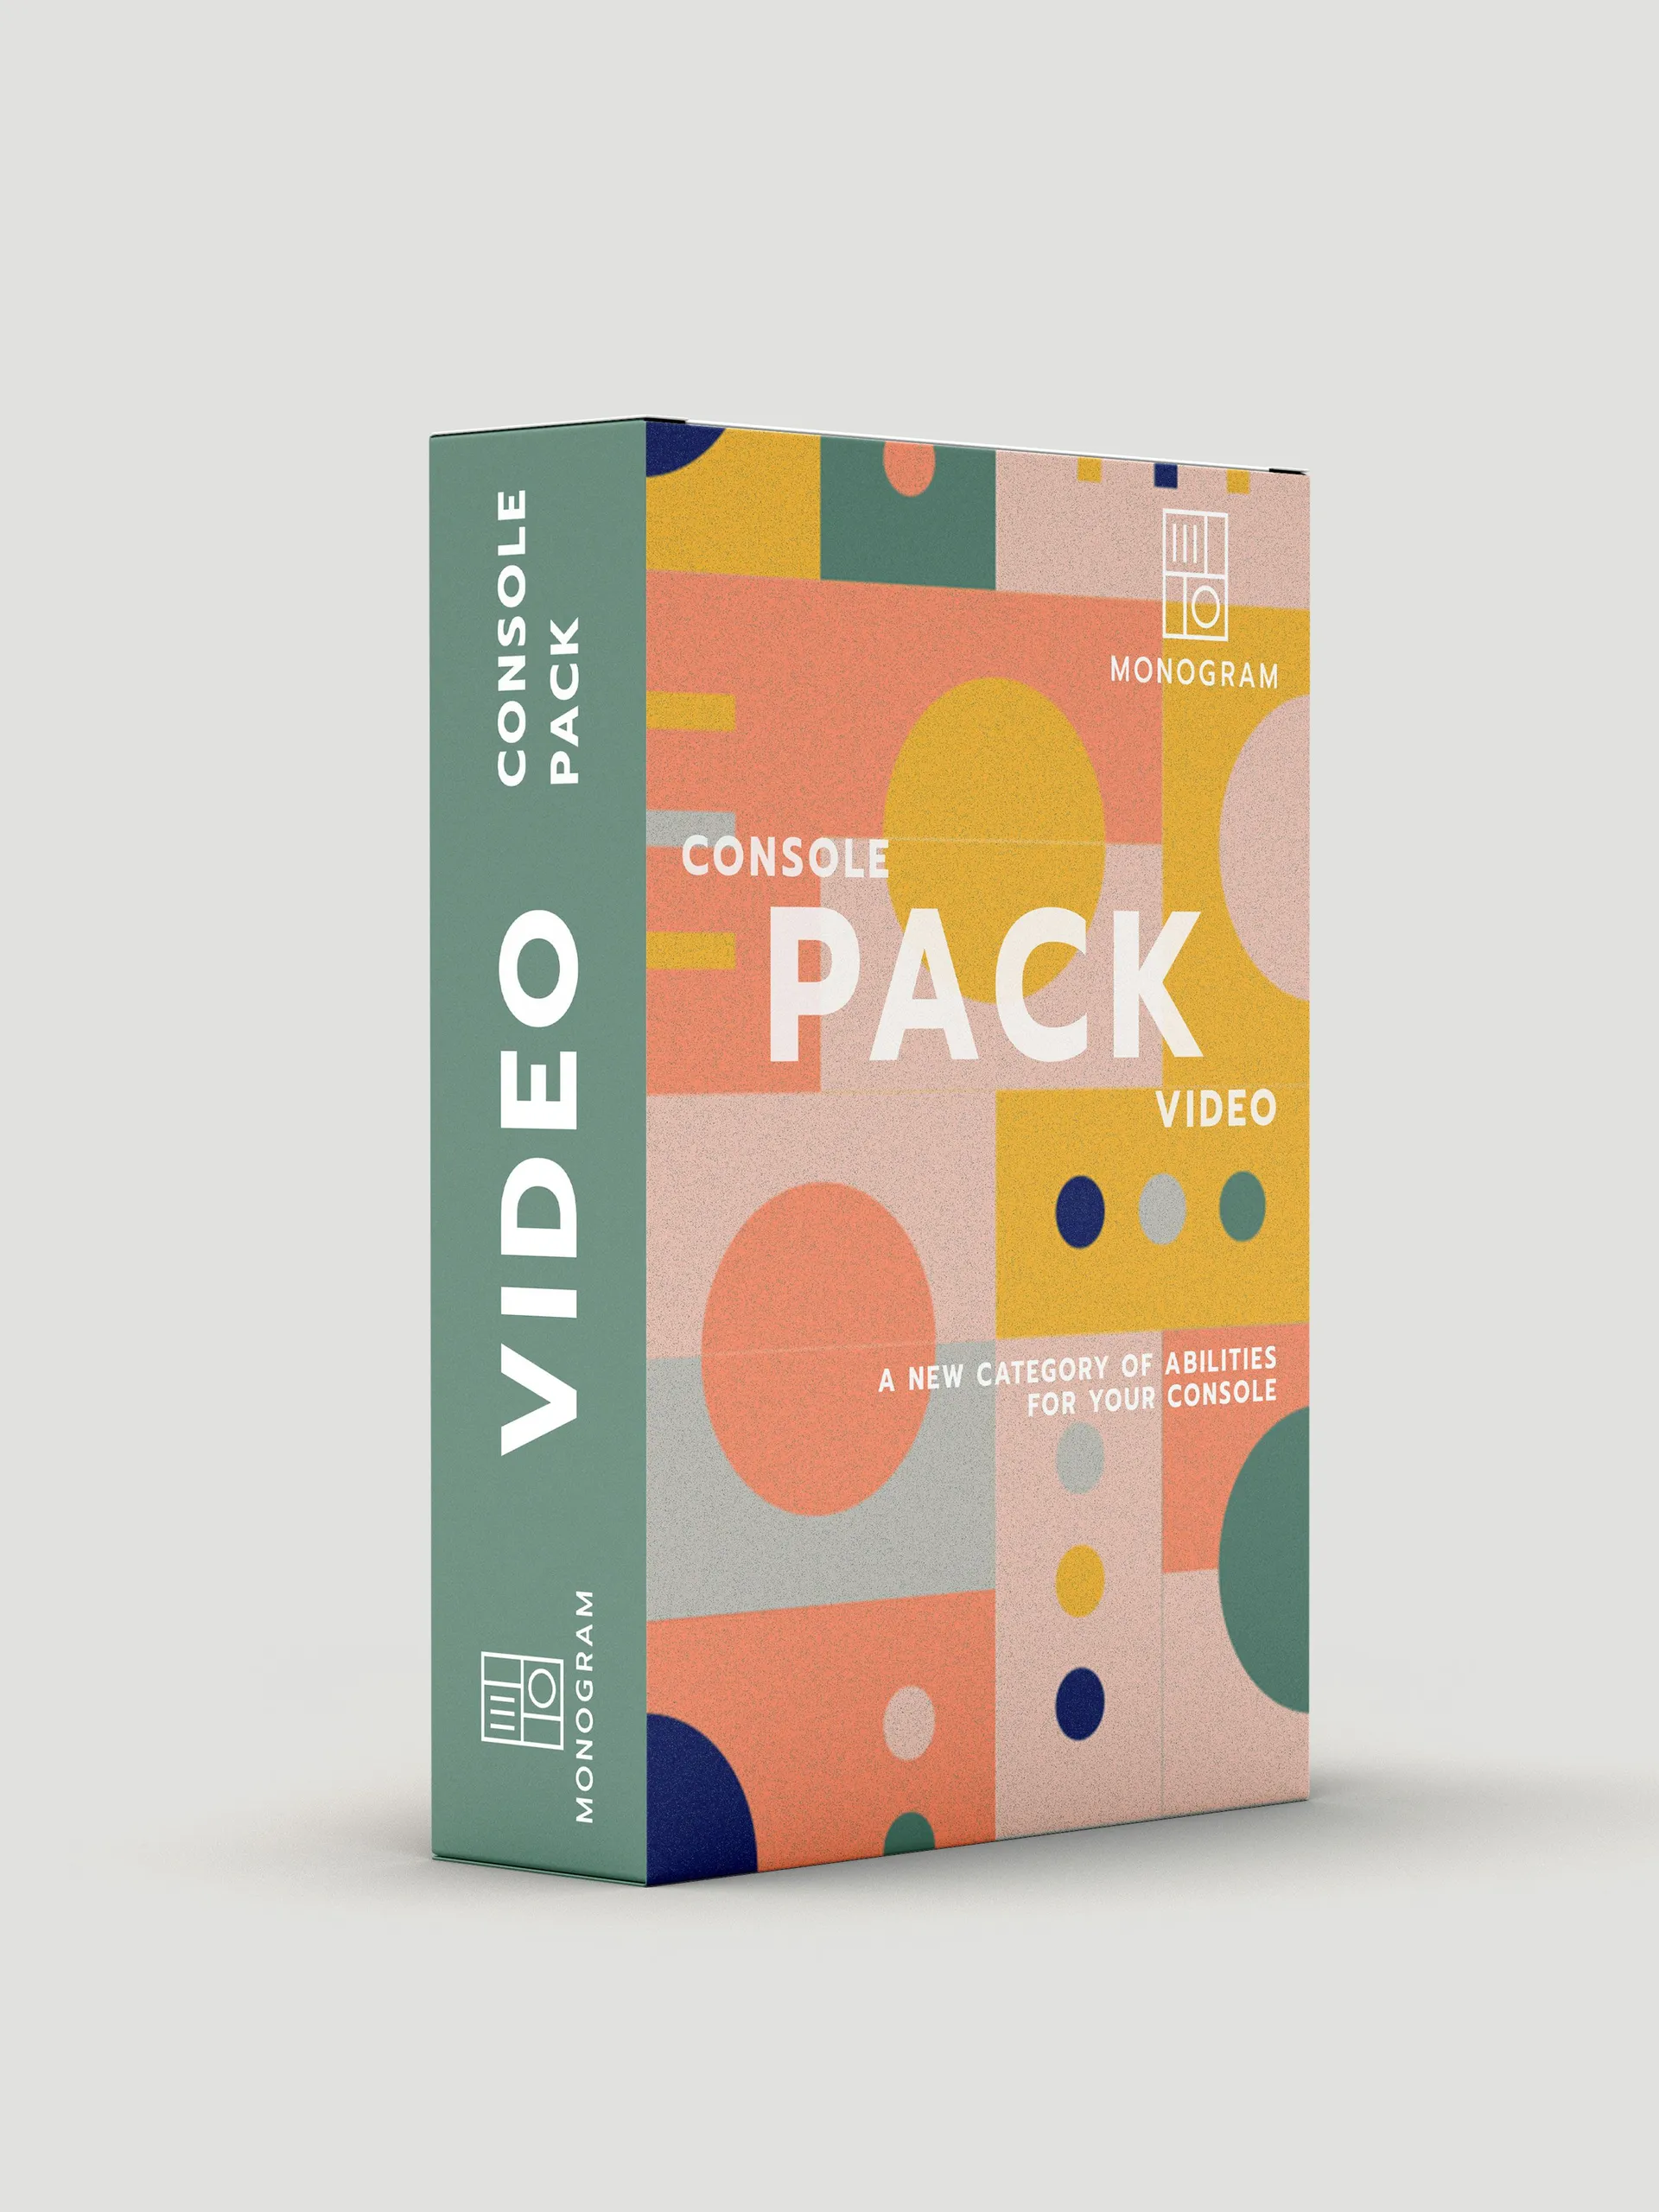 CONSOLE
PACK
VIDEO
MONOGRAM
MONOGRAM
CONSOLE
PACK
VIDEO
A NEW CATEGORY OF ABILITIES
FOR YOUR CONSOLE